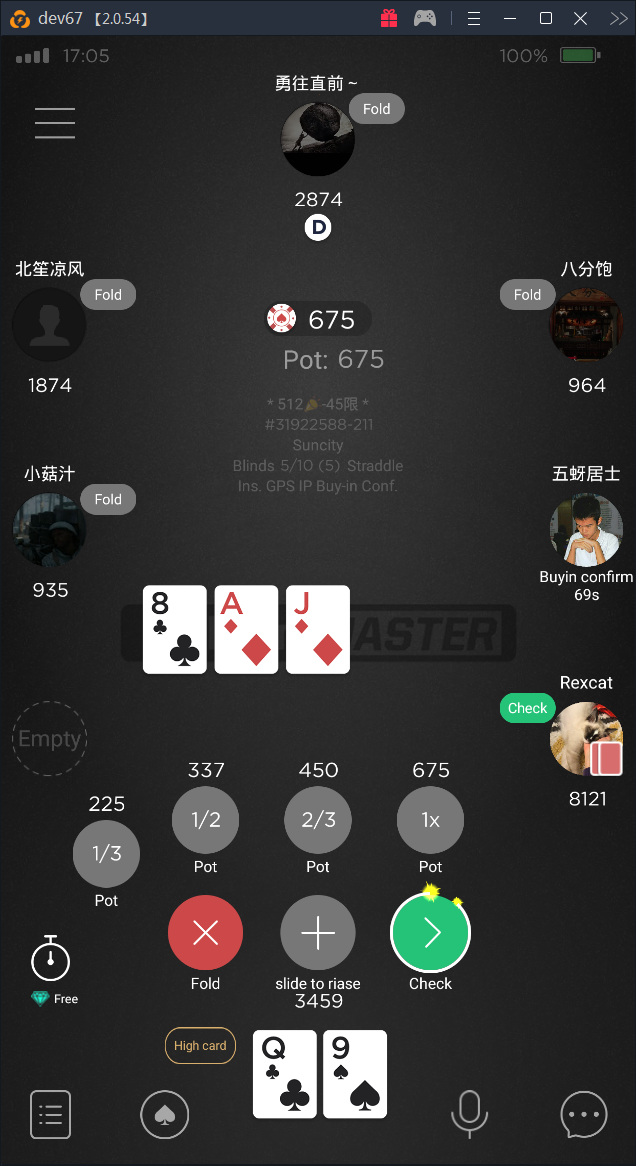 dev67 【2.0.54】
17:05
100%
勇往直前 ~
Fold
2874
D
北笙凉风
Fold
1874
八分饱
Fold
964
675
Pot: 675
* 512🍕-45限 *
#31922588-211
Suncity
Blinds 5/10 (5) Straddle
Ins. GPS IP Buy-in Conf.
小菇汁
Fold
935
五蚜居士
Buyin confirm
69s
8 A J
ASTER
Rexcat
Check
8121
Empty
225
1/3
Pot
337
1/2
Pot
450
2/3
Pot
675
1x
Pot
Fold
slide to riase
3459
Check
Free
High card
Q 9